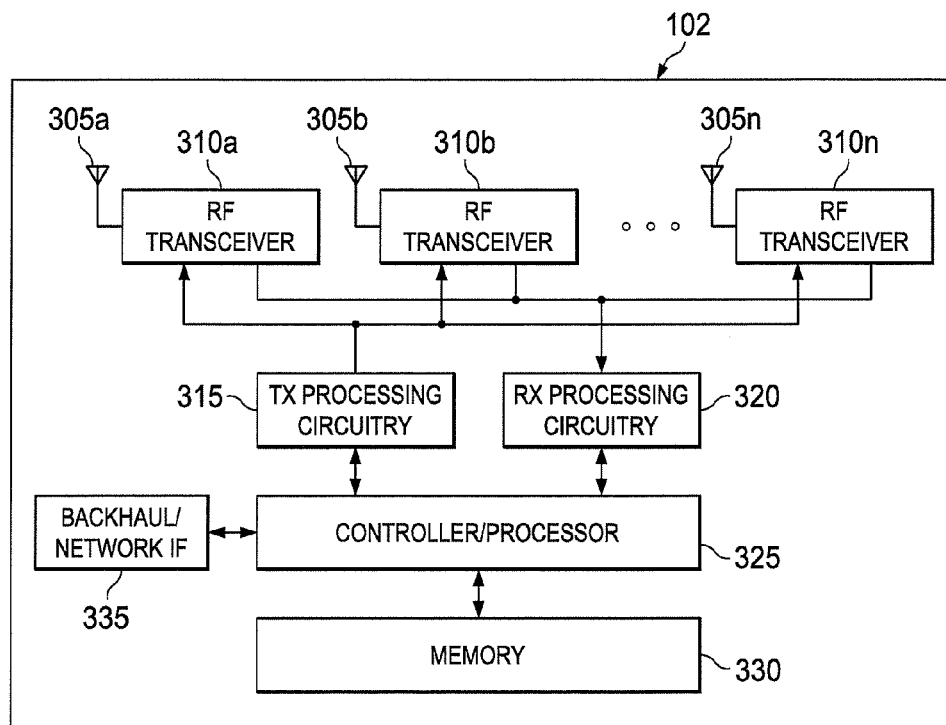 102
305a
310a
305b
310b
305n
310n
RF
TRANSCEIVER
RF
TRANSCEIVER
RF
TRANSCEIVER
315
TX PROCESSING
CIRCUITRY
RX PROCESSING
CIRCUITRY
320
BACKHAUL/
NETWORK IF
335
CONTROLLER/PROCESSOR
325
MEMORY
330